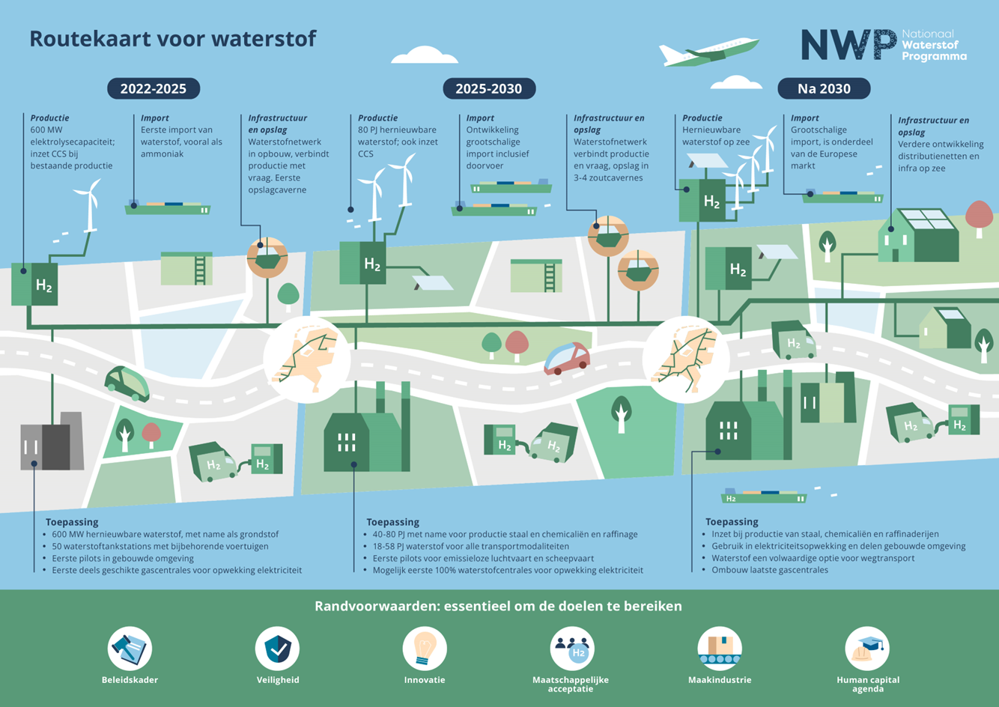 Routekaart voor waterstof
NWP
Nationaal
Waterstof
Programma
2022-2025
Productie
600 MW
elektrolysecapaciteit;
inzet CCS bij
bestaande productie
Import
Eerste import van
waterstof, vooral als
ammoniak
Infrastructuur
en opslag
Waterstofnetwerk
in opbouw, verbindt
productie met
vraag. Eerste
opslagcaverne
2025-2030
Productie
80 PJ hernieuwbare
waterstof; ook inzet
CCS
Import
Ontwikkeling
grootschalige
import inclusief
doorvoer
Infrastructuur en
opslag
Waterstofnetwerk
verbindt productie
en vraag, opslag in
3-4 zoutcavernes
Na 2030
Productie
Hernieuwbare
waterstof op zee
Import
Grootschalige
import, is onderdeel
van de Europese
markt
Infrastructuur en
opslag
Verdere ontwikkeling
distributienetten en
infra op zee
H2
H2
H2
H2
H2
H2
H2
H2
H2
H2
H2
H2
Toepassing
• 600 MW hernieuwbare waterstof, met name als grondstof
• 50 waterstoftankstations met bijbehorende voertuigen
• Eerste pilots in gebouwde omgeving
• Eerste deels geschikte gascentrales voor opwekking elektriciteit
Toepassing
• 40-80 PJ met name voor productie staal en chemicaliën en raffinage
• 18-58 PJ waterstof voor alle transportmodaliteiten
• Eerste pilots voor emissieloze luchtvaart en scheepvaart
• Mogelijk eerste 100% waterstofcentrales voor opwekking elektriciteit
Toepassing
• Inzet bij productie van staal, chemicaliën en raffinaderijen
• Gebruik in elektriciteitsopwekking en delen gebouwde omgeving
• Waterstof een volwaardige optie voor wegtransport
• Ombouw laatste gascentrales
Randvoorwaarden: essentieel om de doelen te bereiken
Beleidskader
Veiligheid
Innovatie
H2
Maatschappelijke
acceptatie
Maakindustrie
Human capital
agenda